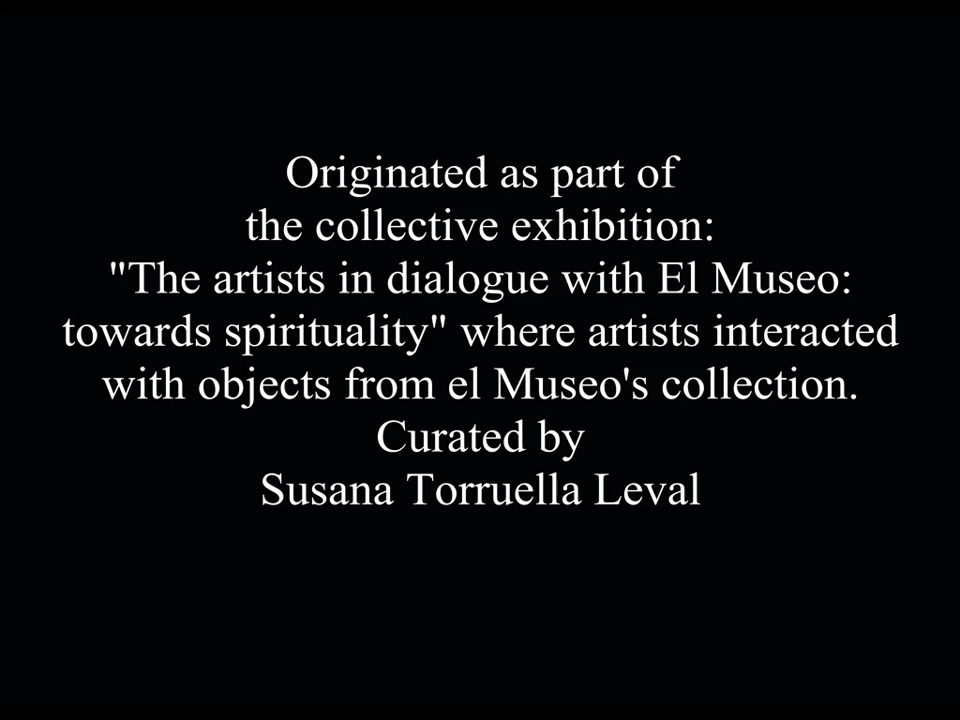 Originated as part of
the collective exhibition:
"The artists in dialogue with El Museo:
towards spirituality" where artists interacted
with objects from el Museo's collection.
Curated by
Susana Torruella Leval